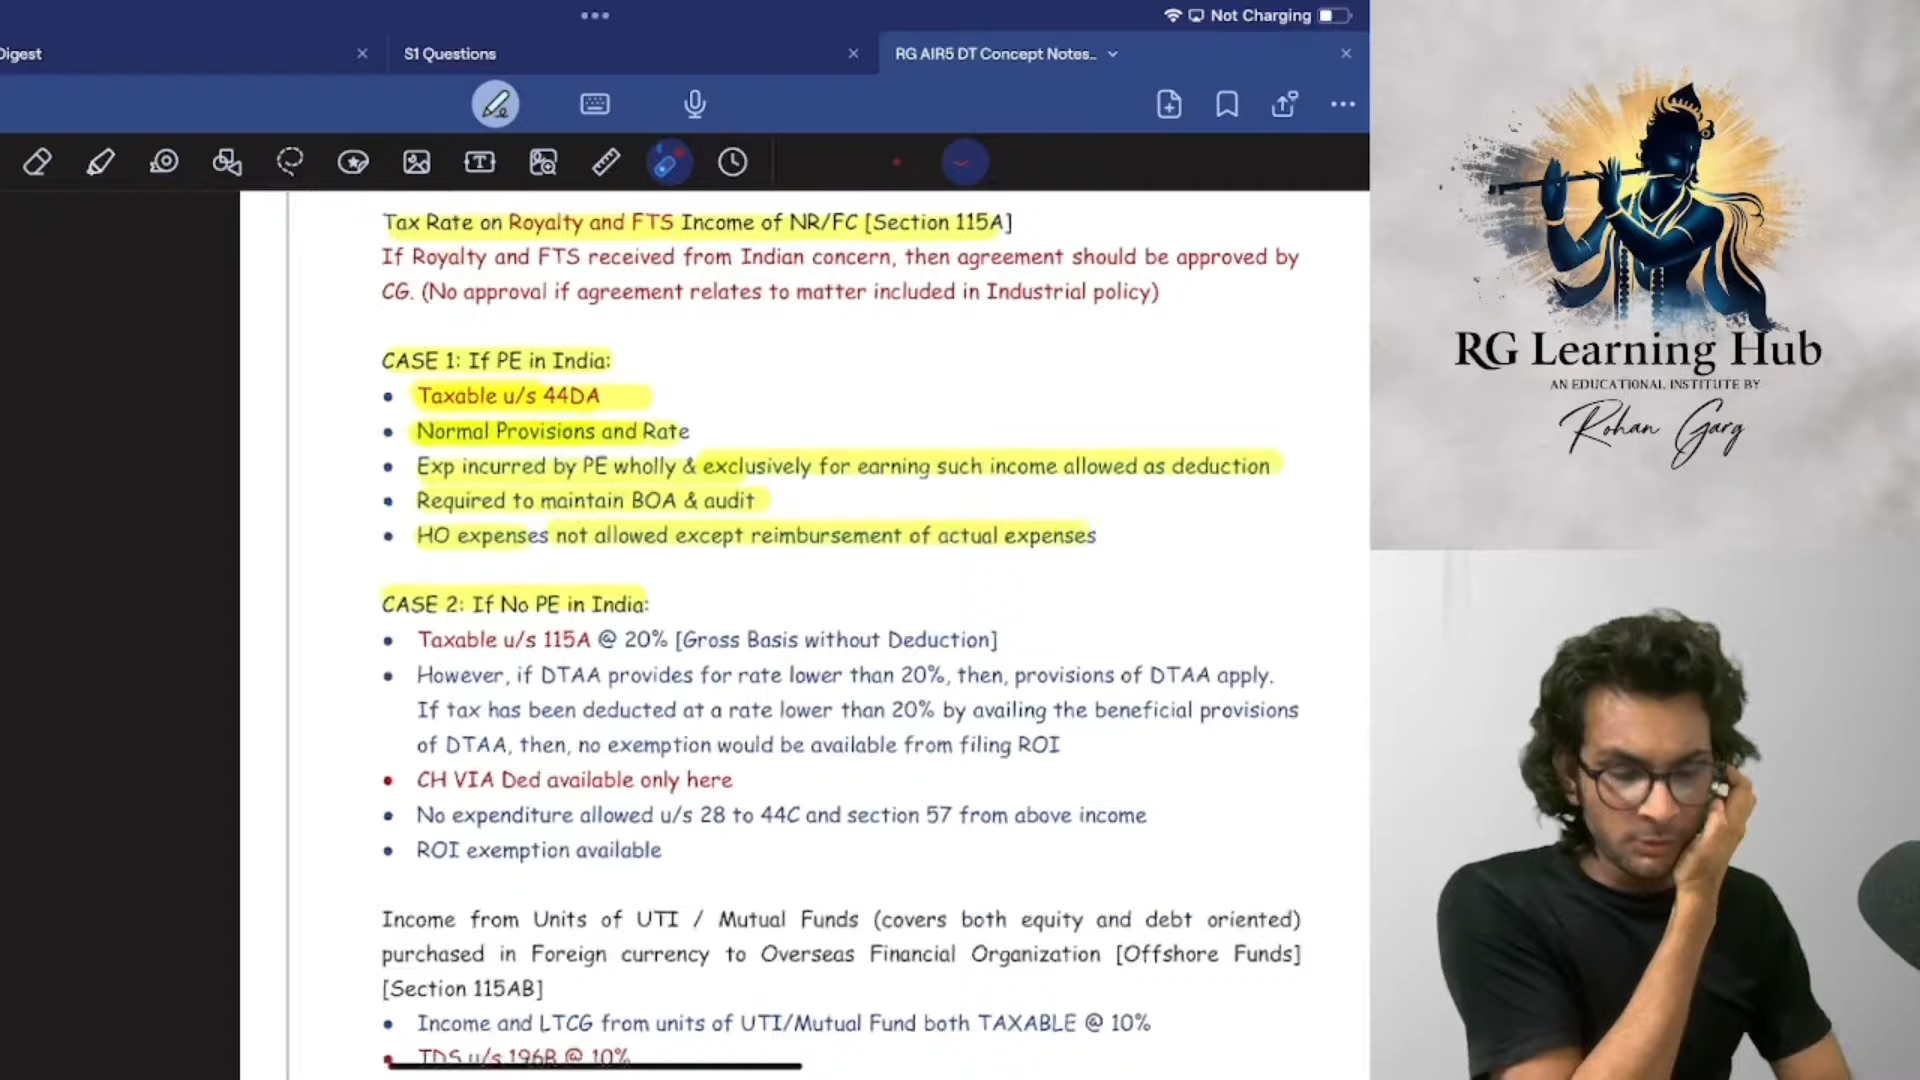 Not Charging
Digest
S1 Questions
RG AIR5 DT Concept Notes..
Tax Rate on Royalty and FTS Income of NR/FC [Section 115A]
If Royalty and FTS received from Indian concern, then agreement should be approved by
CG. (No approval if agreement relates to matter included in Industrial policy)
CASE 1: If PE in India:
• Taxable u/s 44DA
• Normal Provisions and Rate
• Exp incurred by PE wholly & exclusively for earning such income allowed as deduction
• Required to maintain BOA & audit
• HO expenses not allowed except reimbursement of actual expenses
CASE 2: If No PE in India:
• Taxable u/s 115A @ 20% [Gross Basis without Deduction]
• However, if DTAA provides for rate lower than 20%, then, provisions of DTAA apply.
If tax has been deducted at a rate lower than 20% by availing the beneficial provisions
of DTAA, then, no exemption would be available from filing ROI
• CH VIA Ded available only here
• No expenditure allowed u/s 28 to 44C and section 57 from above income
• ROI exemption available
Income from Units of UTI / Mutual Funds (covers both equity and debt oriented)
purchased in Foreign currency to Overseas Financial Organization [Offshore Funds]
[Section 115AB]
• Income and LTCG from units of UTI/Mutual Fund both TAXABLE @ 10%
• TDS u/s 196B @ 10%
RG Learning Hub
AN EDUCATIONAL INSTITUTE BY
Rohan Garg